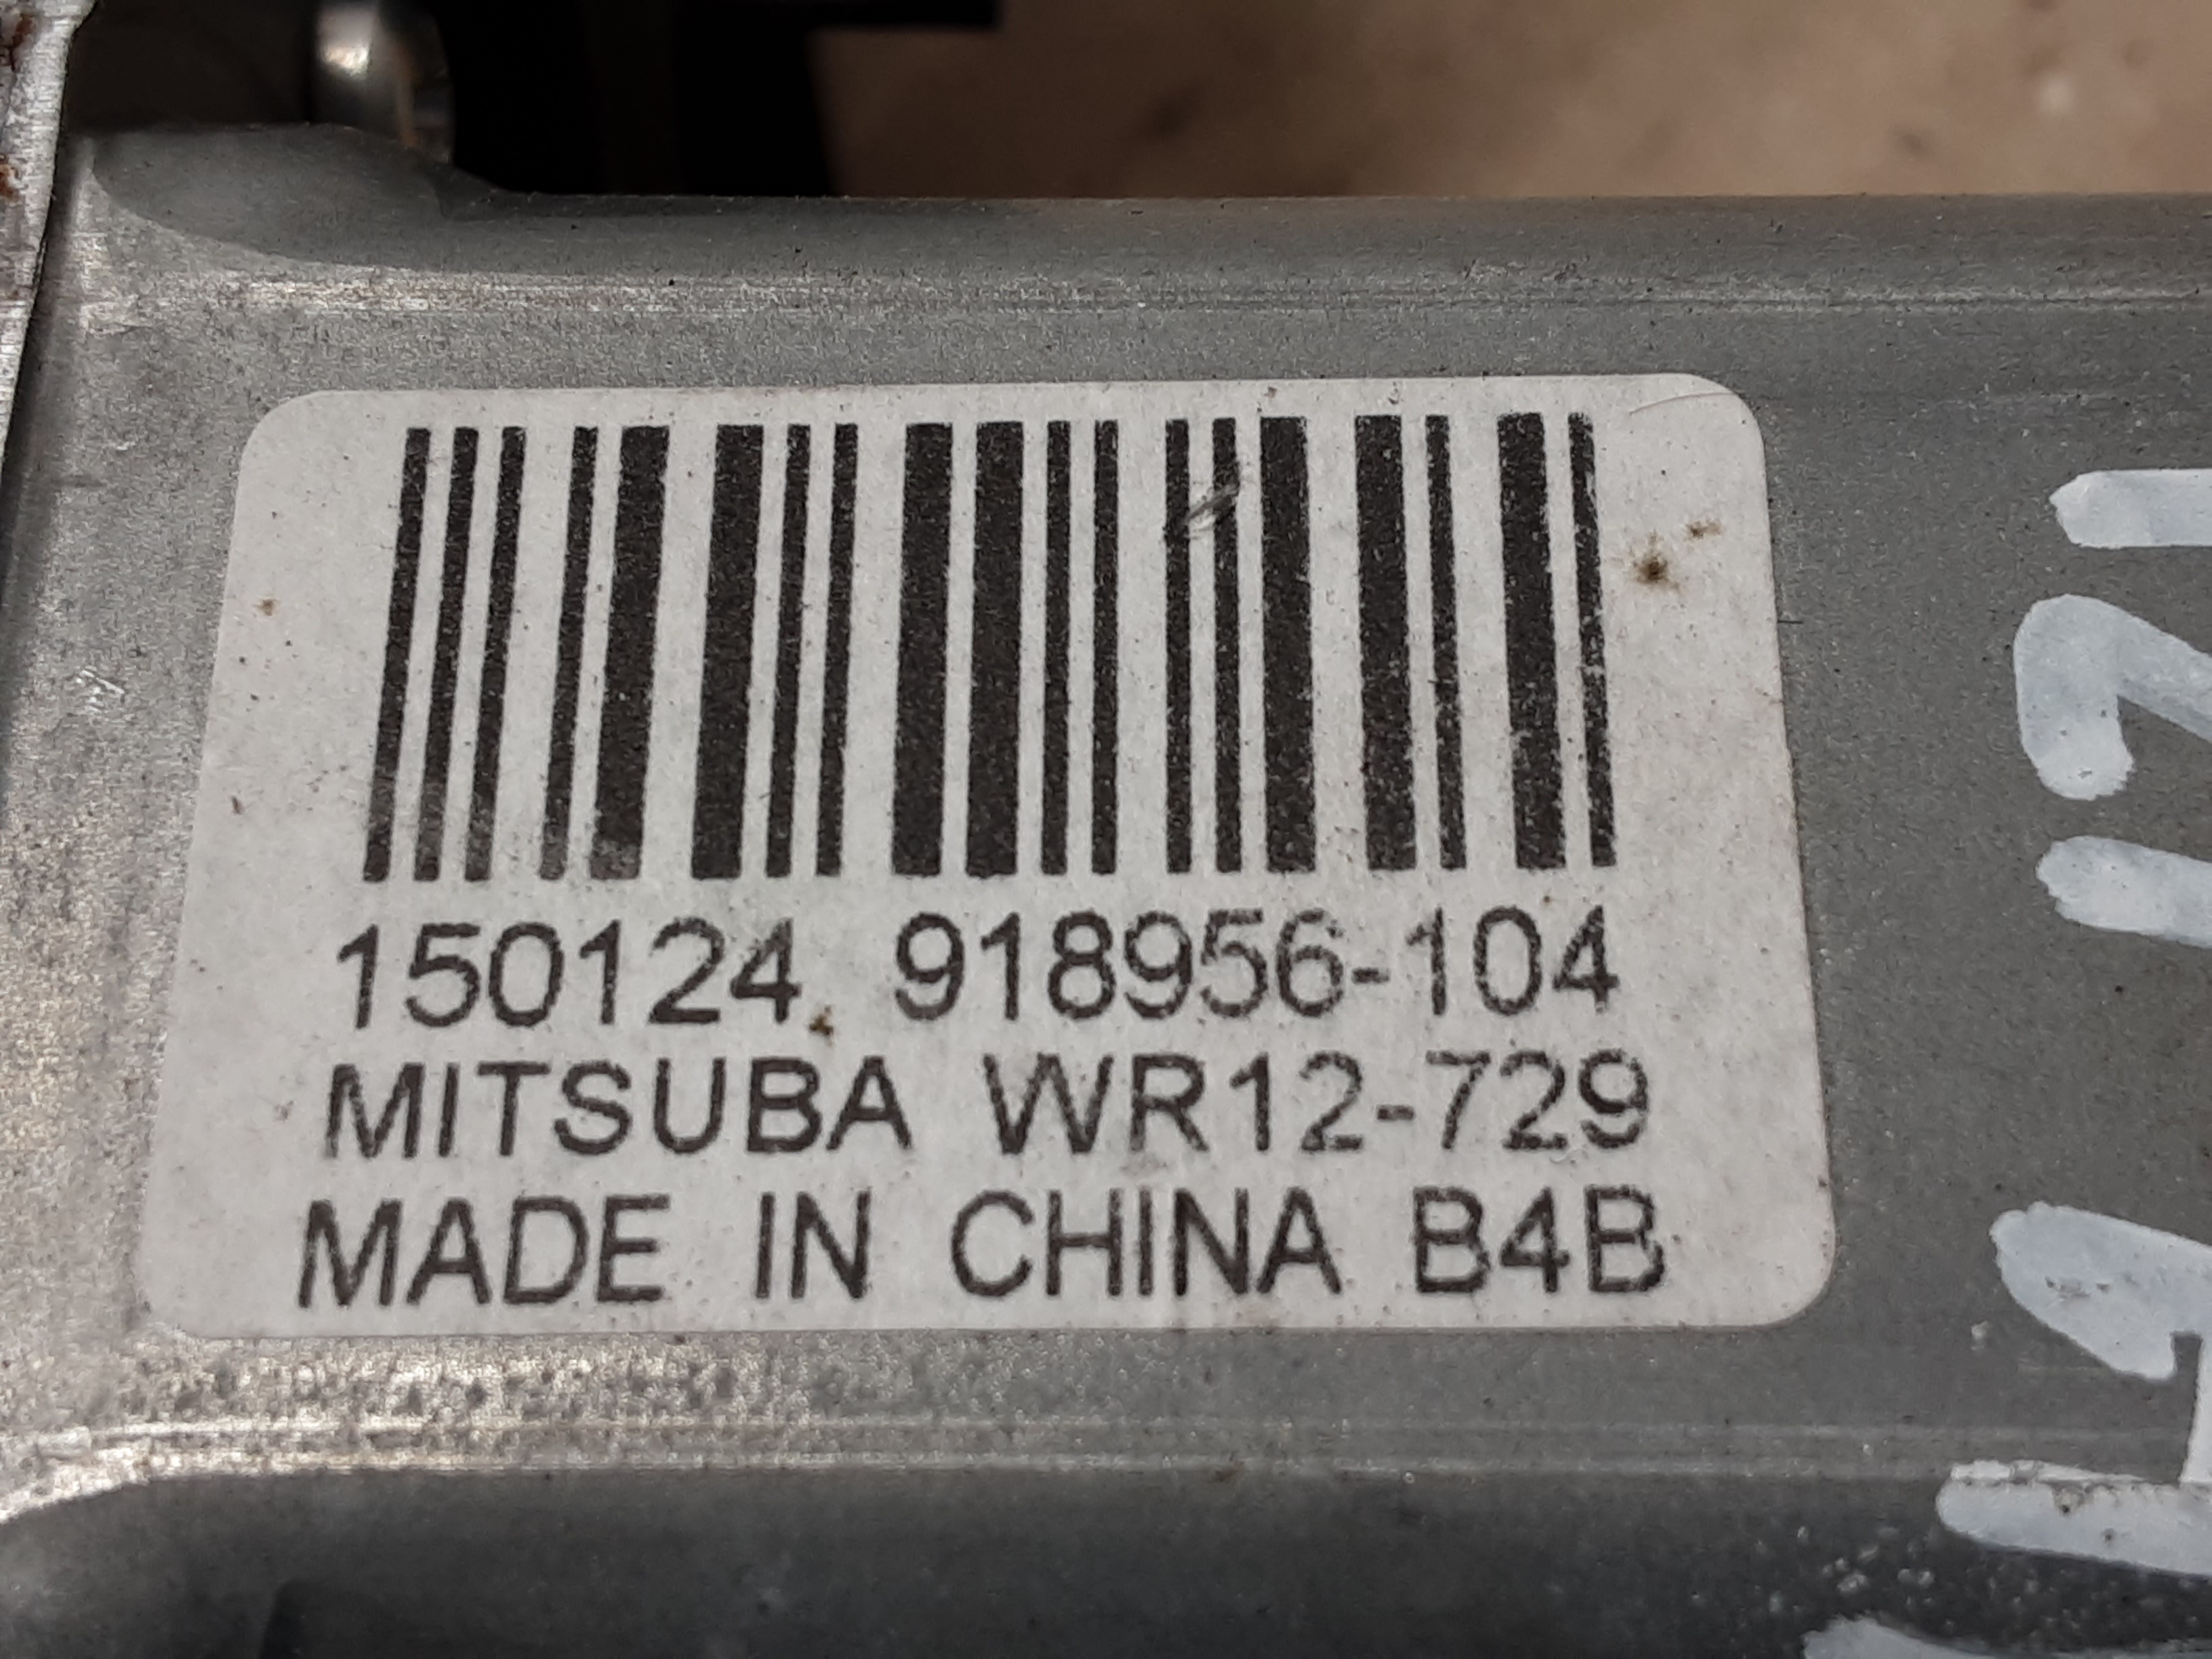 150124 918956-104
MITSUBA WR12-729
MADE IN CHINA B4B